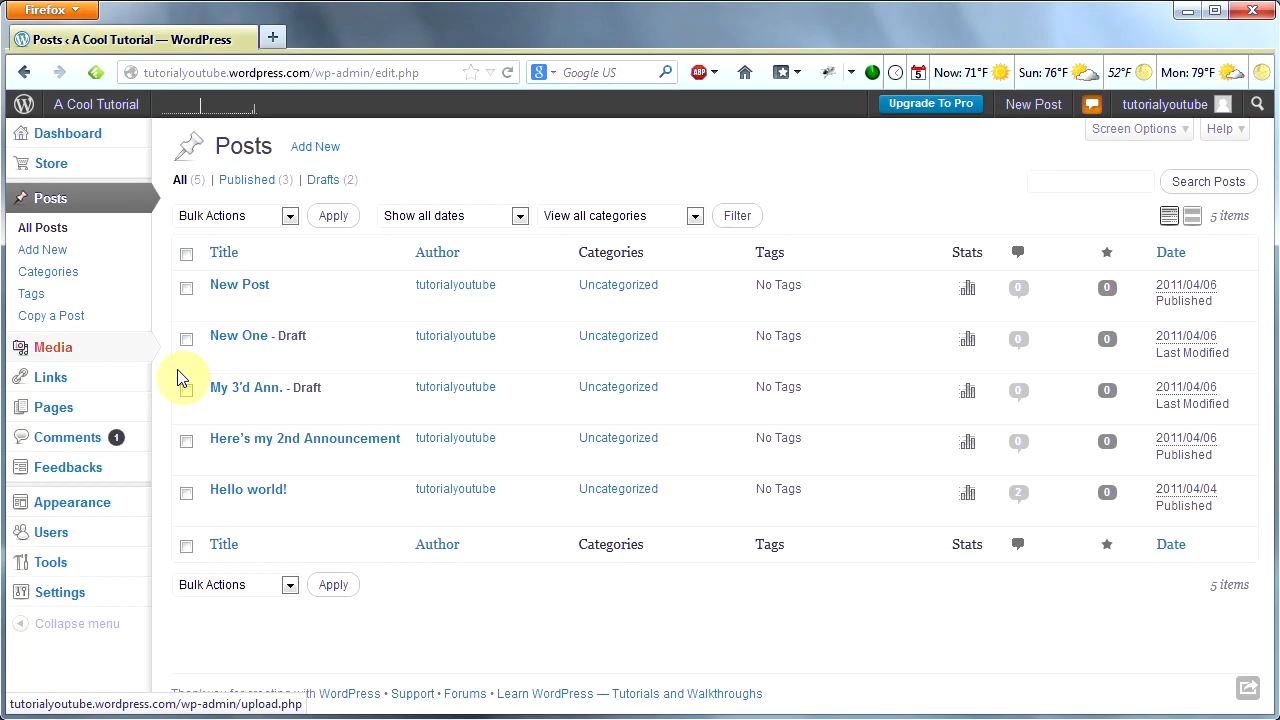 Firefox
Posts ‹ A Cool Tutorial — WordPress
tutorialyoutube.wordpress.com/wp-admin/edit.php
Google US
ABP
5
Now: 71°F
Sun: 76°F
52°F
Mon: 79°F
A Cool Tutorial
Upgrade To Pro
New Post
tutorialyoutube
Dashboard
Store
Posts
All Posts
Add New
Categories
Tags
Copy a Post
Media
Links
Pages
Comments 1
Feedbacks
Appearance
Users
Tools
Settings
Collapse menu
Screen Options
Help
Posts Add New
All (5) | Published (3) | Drafts (2)
Search Posts
Bulk Actions Apply Show all dates View all categories Filter 5 items
Title Author Categories Tags Stats Date
New Post tutorialyoutube Uncategorized No Tags 0 0 2011/04/06
Published
New One - Draft tutorialyoutube Uncategorized No Tags 0 0 2011/04/06
Last Modified
My 3'd Ann. - Draft tutorialyoutube Uncategorized No Tags 0 0 2011/04/06
Last Modified
Here's my 2nd Announcement tutorialyoutube Uncategorized No Tags 0 0 2011/04/06
Published
Hello world! tutorialyoutube Uncategorized No Tags 2 0 2011/04/04
Published
Title Author Categories Tags Stats Date
Bulk Actions Apply 5 items
WordPress • Support • Forums • Learn WordPress — Tutorials and Walkthroughs
tutorialyoutube.wordpress.com/wp-admin/upload.php